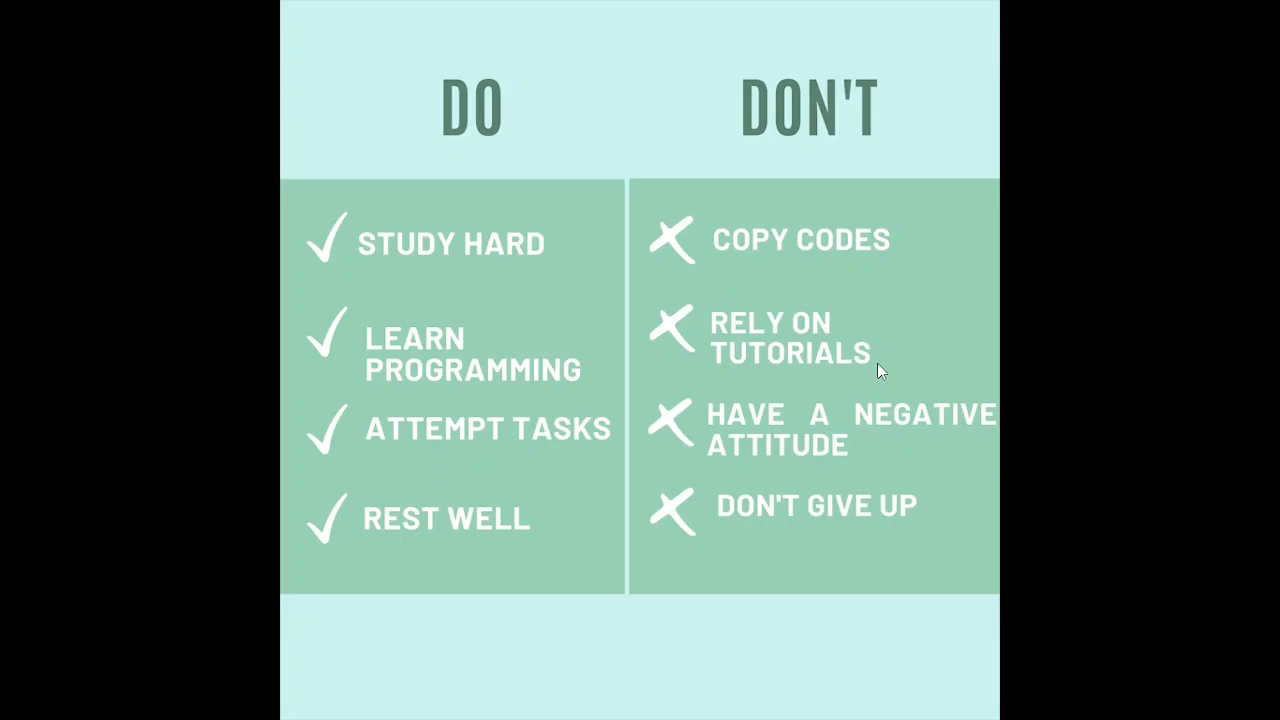 DO
DON'T
STUDY HARD
LEARN
PROGRAMMING
ATTEMPT TASKS
REST WELL
COPY CODES
RELY ON
TUTORIALS
HAVE A NEGATIVE
ATTITUDE
DON'T GIVE UP